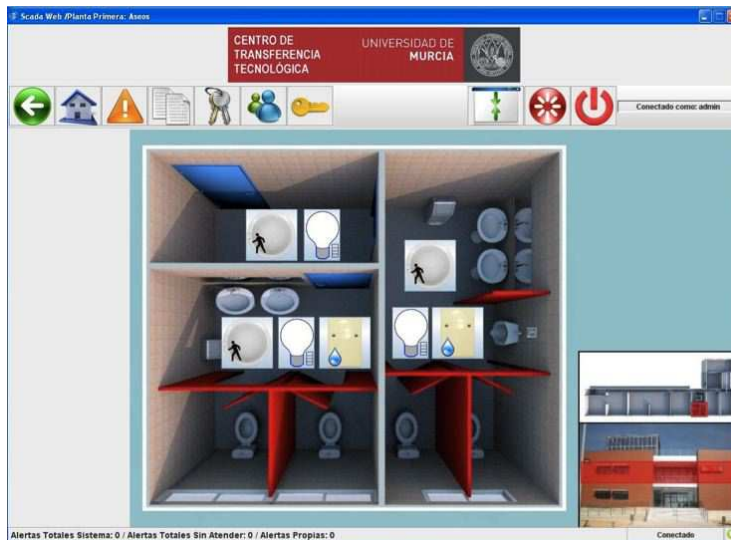 Scada Web /Planta Primera: Aseos
CENTRO DE
TRANSFERENCIA
TECNOLÓGICA
UNIVERSIDAD DE
MURCIA
Conectado como: admin
Alertas Totales Sistema: 0 / Alertas Totales Sin Atender: 0 / Alertas Propias: 0
Conectado